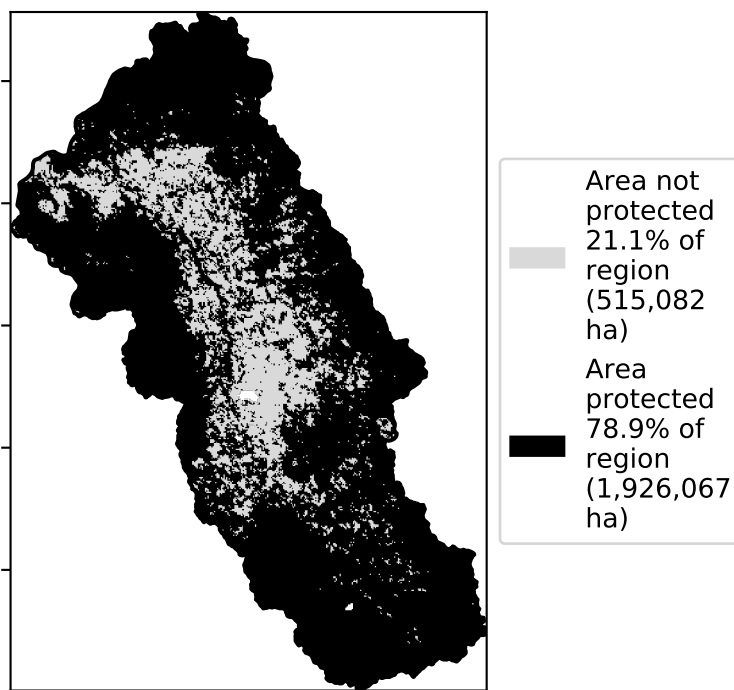 Area not
protected
21.1% of
region
(515,082
ha)
Area
protected
78.9% of
region
(1,926,067
ha)